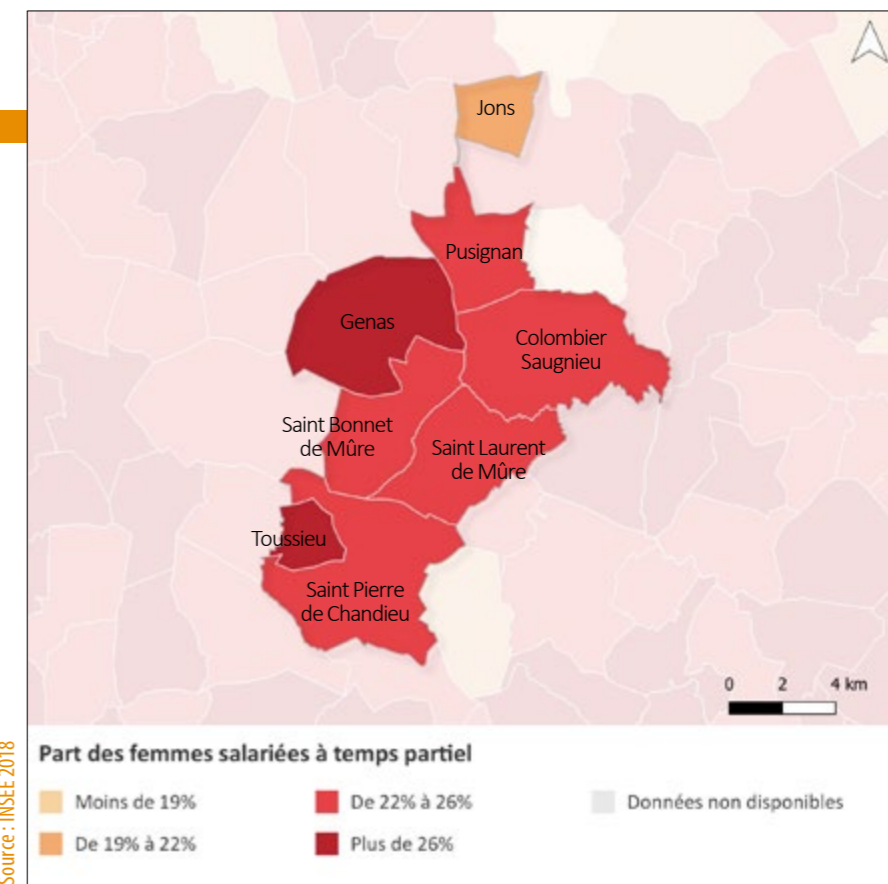 Jons
Pusignan
Genas
Colombier
Saugnieu
Saint Bonnet
de Mûre
Saint Laurent
de Mûre
Toussieu
Saint Pierre
de Chandieu
0 2 4 km
Part des femmes salariées à temps partiel
Moins de 19%
De 19% à 22%
De 22% à 26%
Plus de 26%
Données non disponibles
Source : INSEE 2018